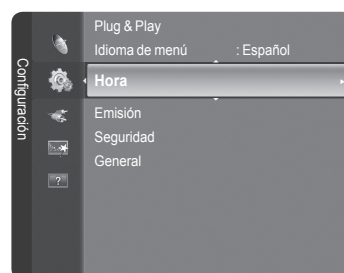 Configuración
Plug & Play
Idioma de menú : Español
Hora
Emisión
Seguridad
General
?